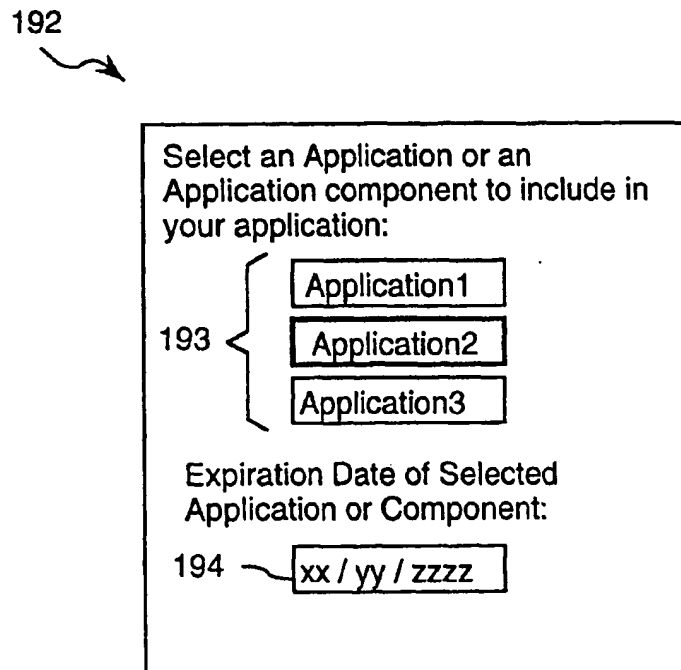 192
Select an Application or an
Application component to include in
your application:
Application1
193
Application2
Application3
Expiration Date of Selected
Application or Component:
194
xx / yy / zzzz